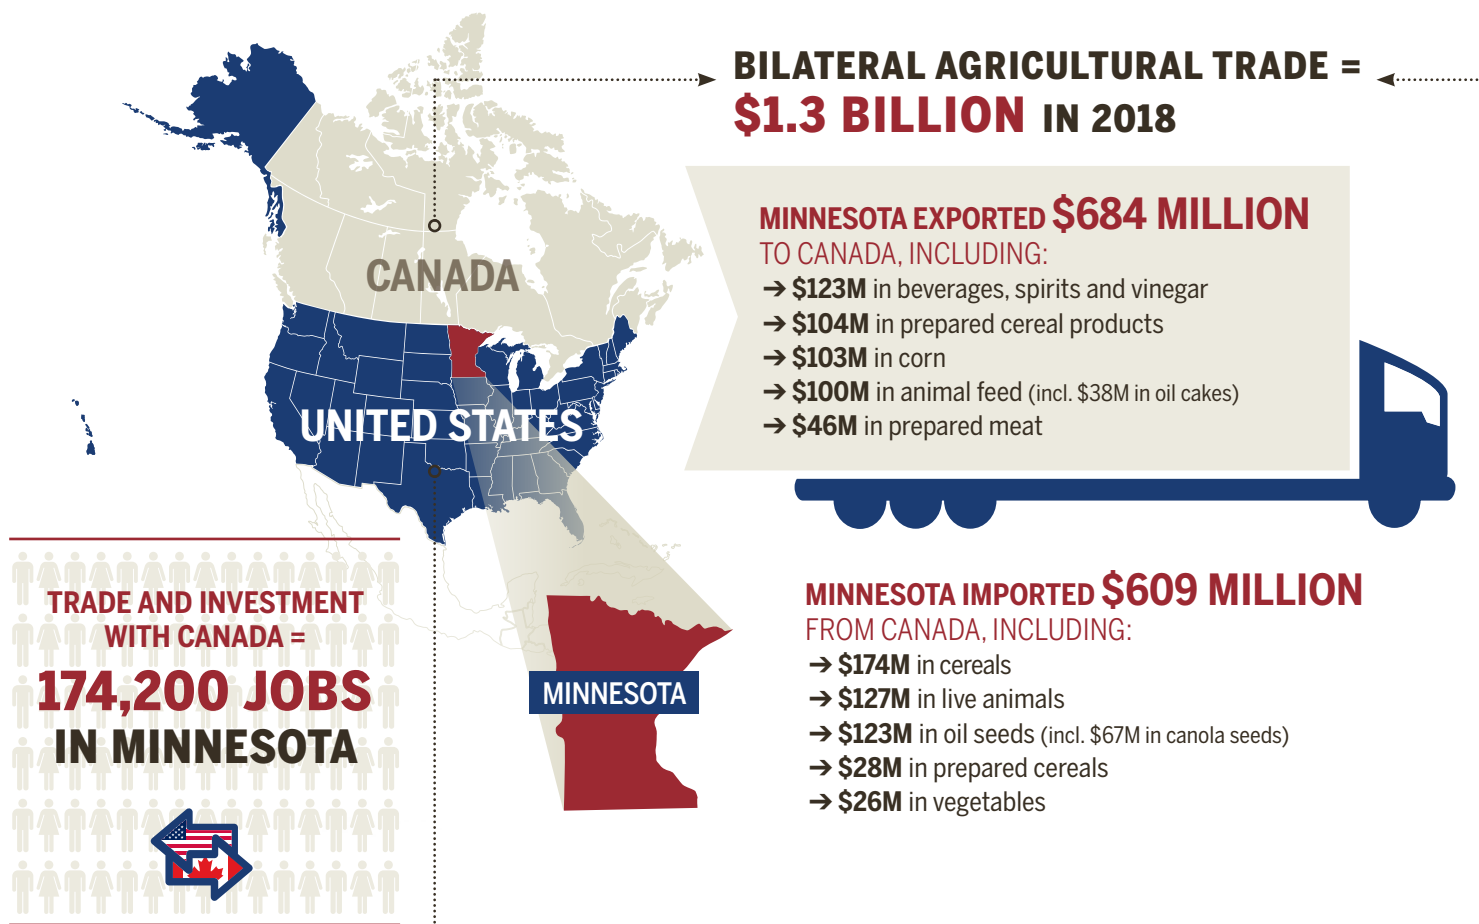 BILATERAL AGRICULTURAL TRADE =
$1.3 BILLION IN 2018
MINNESOTA EXPORTED $684 MILLION
TO CANADA, INCLUDING:
➔ $123M in beverages, spirits and vinegar
➔ $104M in prepared cereal products
➔ $103M in corn
➔ $100M in animal feed (incl. $38M in oil cakes)
➔ $46M in prepared meat
CANADA
UNITED STATES
MINNESOTA
TRADE AND INVESTMENT
WITH CANADA =
174,200 JOBS
IN MINNESOTA
MINNESOTA IMPORTED $609 MILLION
FROM CANADA, INCLUDING:
➔ $174M in cereals
➔ $127M in live animals
➔ $123M in oil seeds (incl. $67M in canola seeds)
➔ $28M in prepared cereals
➔ $26M in vegetables